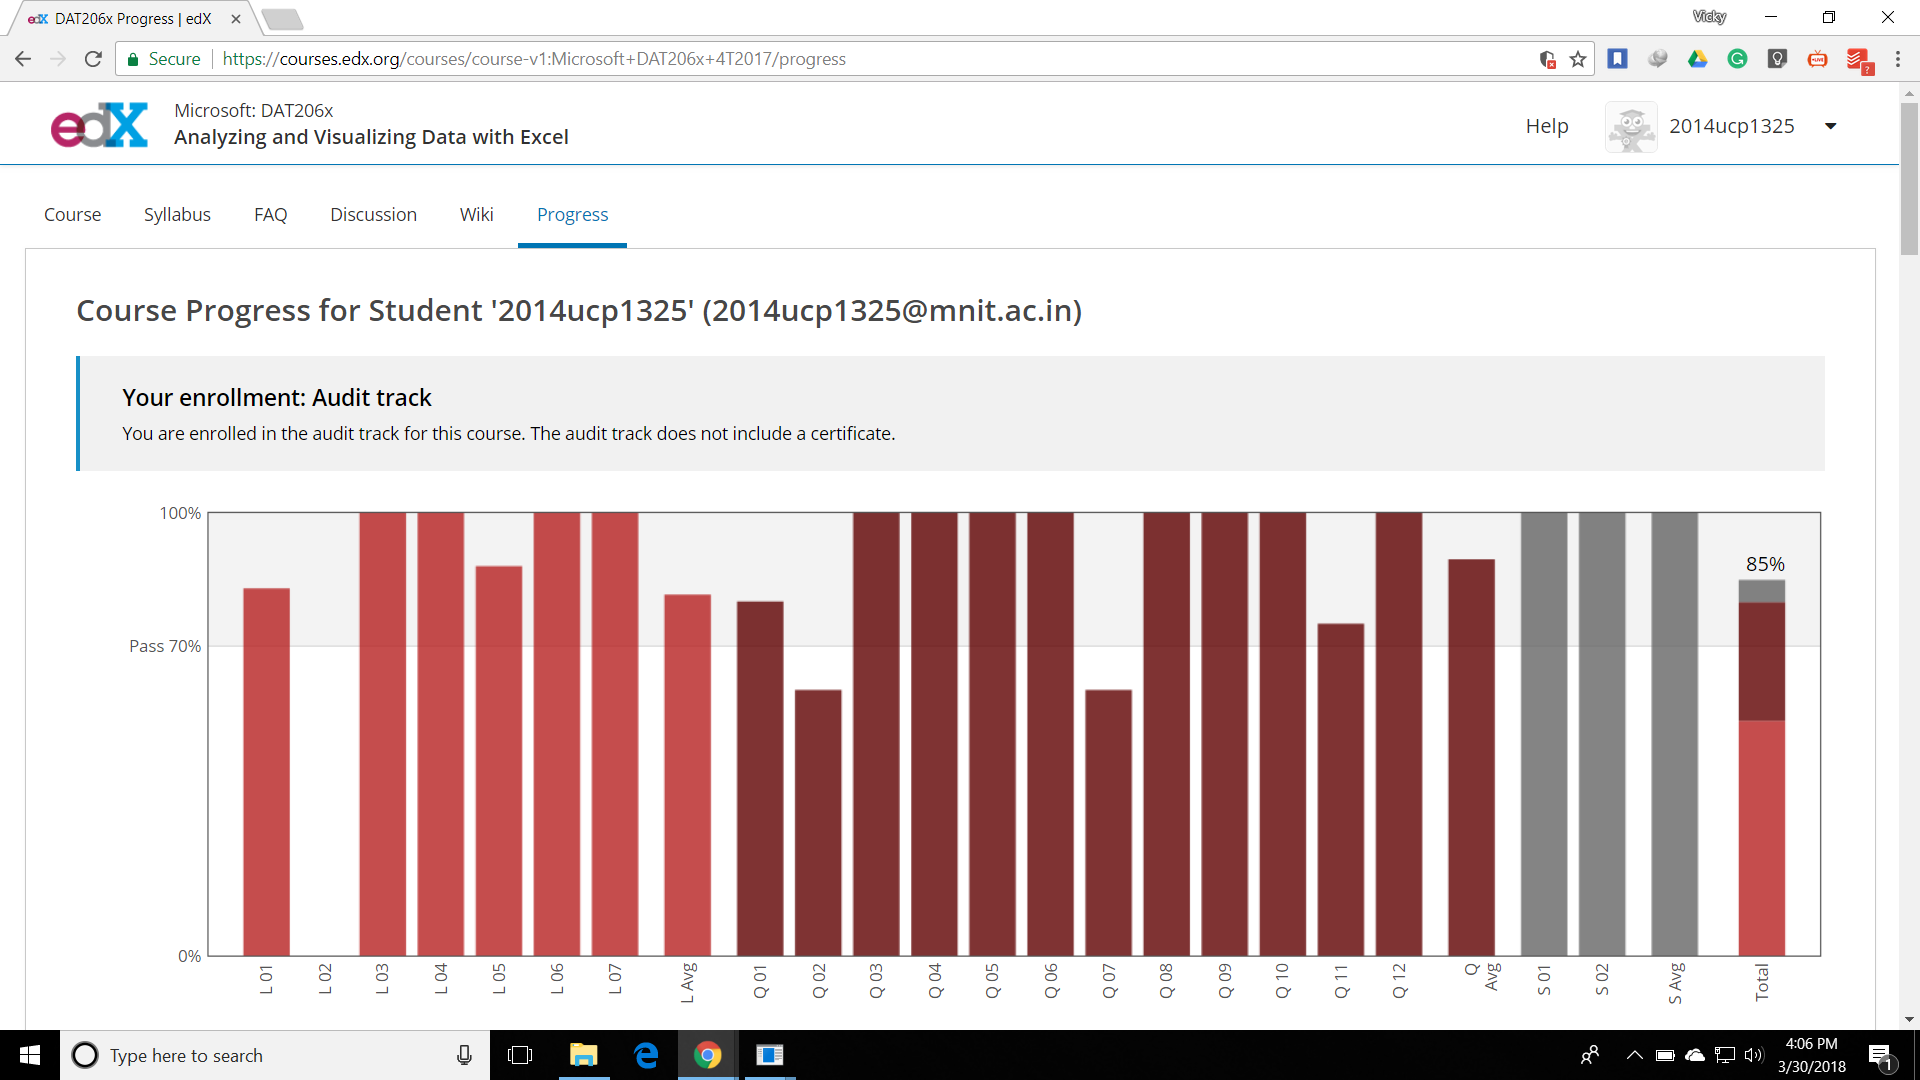 DAT206x Progress | edX
Vicky
Secure
https://courses.edx.org/courses/course-v1:Microsoft+DAT206x+4T2017/progress
LIVE
?
edX
Microsoft: DAT206x
Analyzing and Visualizing Data with Excel
Help
2014ucp1325
Course
Syllabus
FAQ
Discussion
Wiki
Progress
Course Progress for Student '2014ucp1325' (2014ucp1325@mnit.ac.in)
Your enrollment: Audit track
You are enrolled in the audit track for this course. The audit track does not include a certificate.
100%
85%
Pass 70%
0%
L 01
L 02
L 03
L 04
L 05
L 06
L 07
L Avg
Q 01
Q 02
Q 03
Q 04
Q 05
Q 06
Q 07
Q 08
Q 09
Q 10
Q 11
Q 12
Q
Avg
S 01
S 02
S Avg
Total
Type here to search
4:06 PM
3/30/2018
1